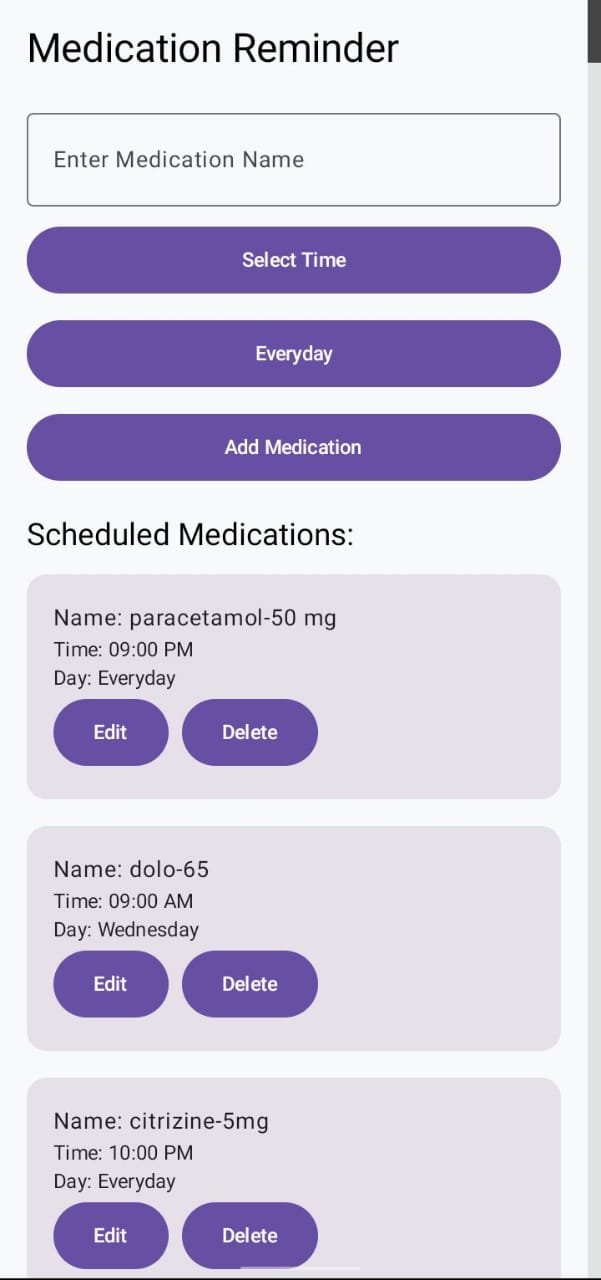 Medication Reminder
Enter Medication Name
Select Time
Everyday
Add Medication
Scheduled Medications:
Name: paracetamol-50 mg
Time: 09:00 PM
Day: Everyday
Edit Delete
Name: dolo-65
Time: 09:00 AM
Day: Wednesday
Edit Delete
Name: citrizine-5mg
Time: 10:00 PM
Day: Everyday
Edit Delete